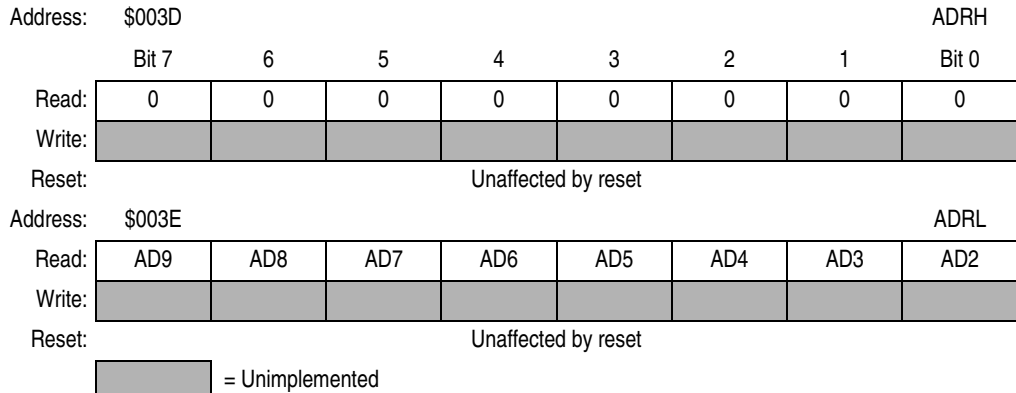 Address: $003D ADRH
Bit 7 6 5 4 3 2 1 Bit 0
Read: 0 0 0 0 0 0 0 0
Write:
Reset: Unaffected by reset
Address: $003E ADRL
Read: AD9 AD8 AD7 AD6 AD5 AD4 AD3 AD2
Write:
Reset: Unaffected by reset
= Unimplemented